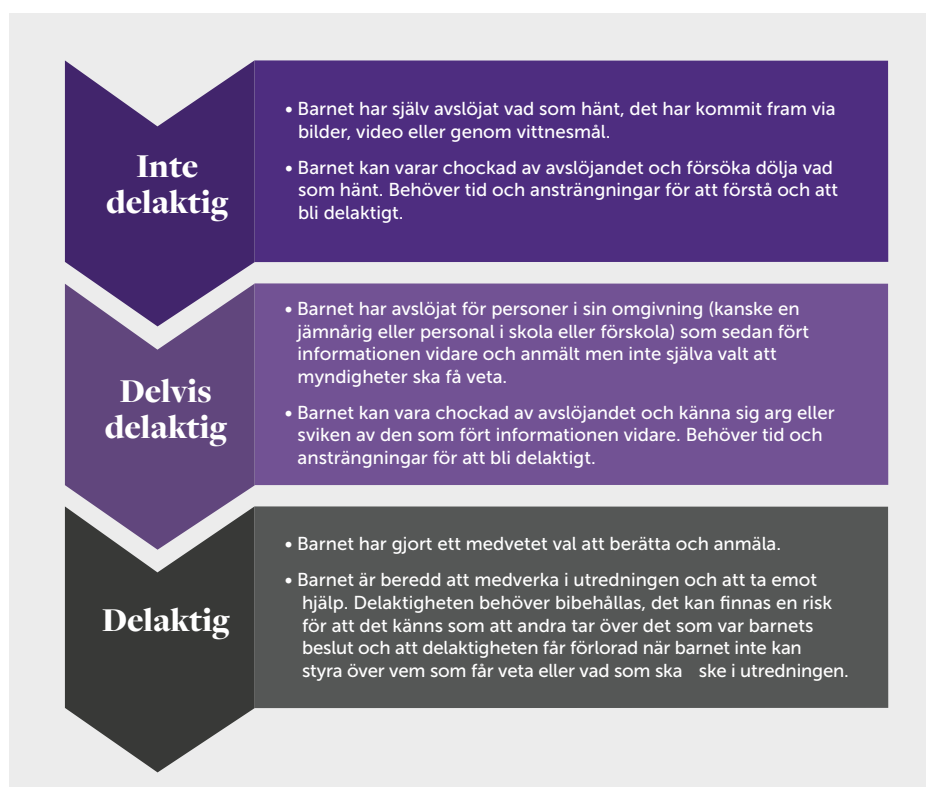 Inte
delaktig
• Barnet har själv avslöjat vad som hänt, det har kommit fram via
bilder, video eller genom vittnesmål.
• Barnet kan varar chockad av avslöjandet och försöka dölja vad
som hänt. Behöver tid och ansträngningar för att förstå och att
bli delaktigt.
Delvis
delaktig
• Barnet har avslöjat för personer i sin omgivning (kanske en
jämnårig eller personal i skola eller förskola) som sedan fört
informationen vidare och anmält men inte själva valt att
myndigheter ska få veta.
• Barnet kan vara chockad av avslöjandet och känna sig arg eller
sviken av den som fört informationen vidare. Behöver tid och
ansträngningar för att bli delaktigt.
Delaktig
• Barnet har gjort ett medvetet val att berätta och anmäla.
• Barnet är beredd att medverka i utredningen och att ta emot
hjälp. Delaktigheten behöver bibehållas, det kan finnas en risk
för att det känns som att andra tar över det som var barnets
beslut och att delaktigheten får förlorad när barnet inte kan
styra över vem som får veta eller vad som ska ske i utredningen.